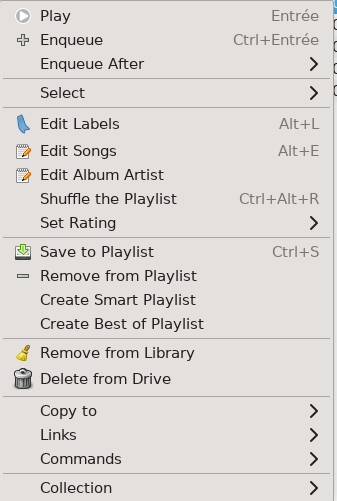 Play Entrée
Enqueue Ctrl+Entrée
Enqueue After
Select
Edit Labels Alt+L
Edit Songs Alt+E
Edit Album Artist
Shuffle the Playlist Ctrl+Alt+R
Set Rating
Save to Playlist Ctrl+S
Remove from Playlist
Create Smart Playlist
Create Best of Playlist
Remove from Library
Delete from Drive
Copy to
Links
Commands
Collection